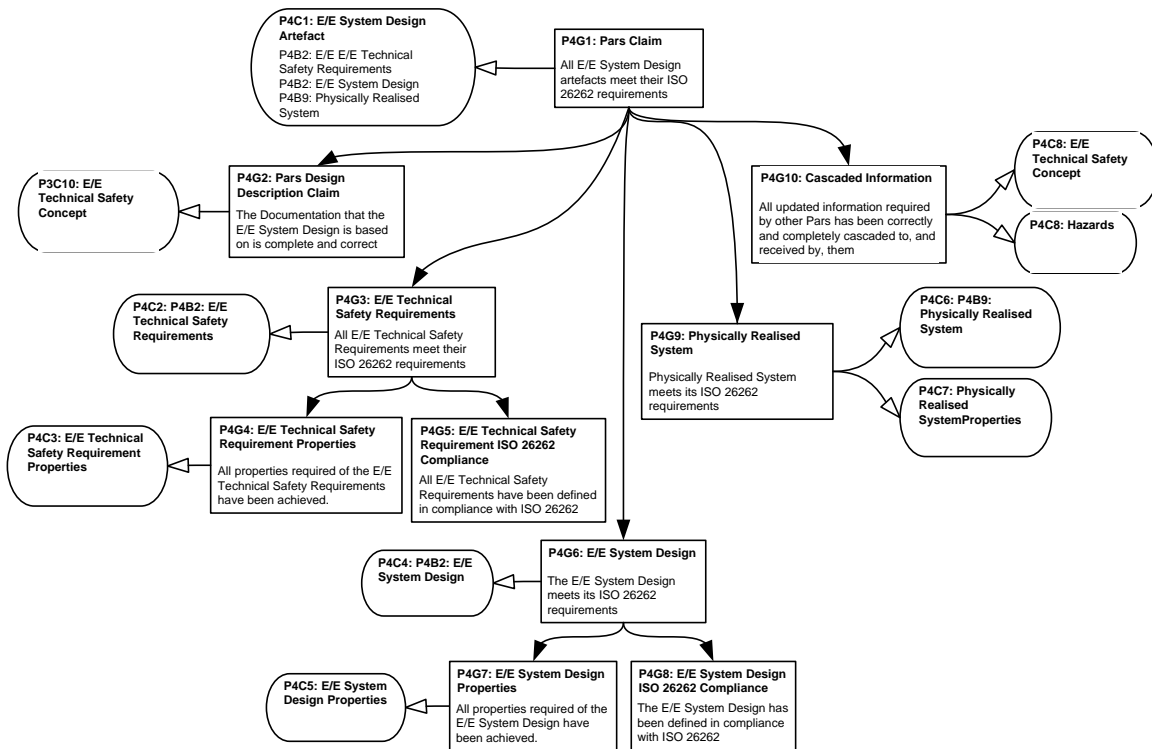 P4C1: E/E System Design
Artefact
P4B2: E/E E/E Technical
Safety Requirements
P4B2: E/E System Design
P4B9: Physically Realised
System
P4G1: Pars Claim
All E/E System Design
artefacts meet their ISO
26262 requirements
P3C10: E/E
Technical Safety
Concept
P4G2: Pars Design
Description Claim
The Documentation that the
E/E System Design is based
on is complete and correct
P4G10: Cascaded Information
All updated information required
by other Pars has been correctly
and completely cascaded to, and
received by, them
P4C8: E/E
Technical Safety
Concept
P4C8: Hazards
P4C2: P4B2: E/E
Technical Safety
Requirements
P4G3: E/E Technical
Safety Requirements
All E/E Technical Safety
Requirements meet their
ISO 26262 requirements
P4G9: Physically Realised
System
Physically Realised System
meets its ISO 26262
requirements
P4C6: P4B9:
Physically Realised
System
P4C7: Physically
Realised
SystemProperties
P4C3: E/E Technical
Safety Requirement
Properties
P4G4: E/E Technical Safety
Requirement Properties
All properties required of the E/E
Technical Safety Requirements
have been achieved.
P4G5: E/E Technical Safety
Requirement ISO 26262
Compliance
All E/E Technical Safety
Requirements have been defined
in compliance with ISO 26262
P4C4: P4B2: E/E
System Design
P4G6: E/E System Design
The E/E System Design
meets its ISO 26262
requirements
P4C5: E/E System
Design Properties
P4G7: E/E System Design
Properties
All properties required of the
E/E System Design have
been achieved.
P4G8: E/E System Design
ISO 26262 Compliance
The E/E System Design has
been defined in compliance
with ISO 26262